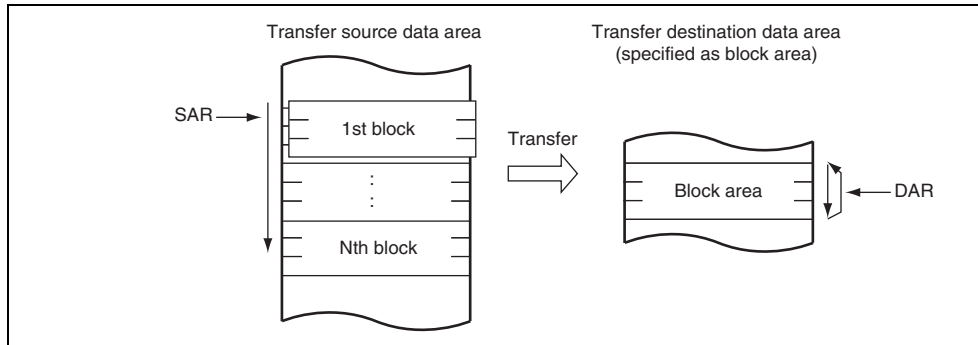 Transfer source data area
Transfer destination data area
(specified as block area)
SAR
1st block
Transfer
:
:
Block area
DAR
Nth block